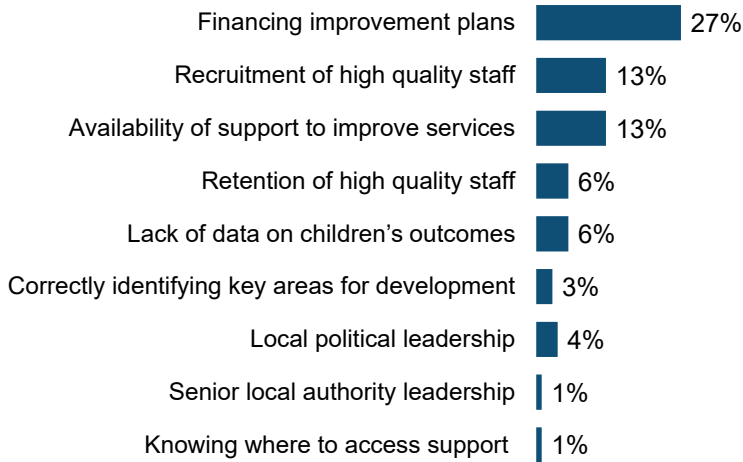 Financing improvement plans 27%
Recruitment of high quality staff 13%
Availability of support to improve services 13%
Retention of high quality staff 6%
Lack of data on children’s outcomes 6%
Correctly identifying key areas for development 3%
Local political leadership 4%
Senior local authority leadership 1%
Knowing where to access support 1%